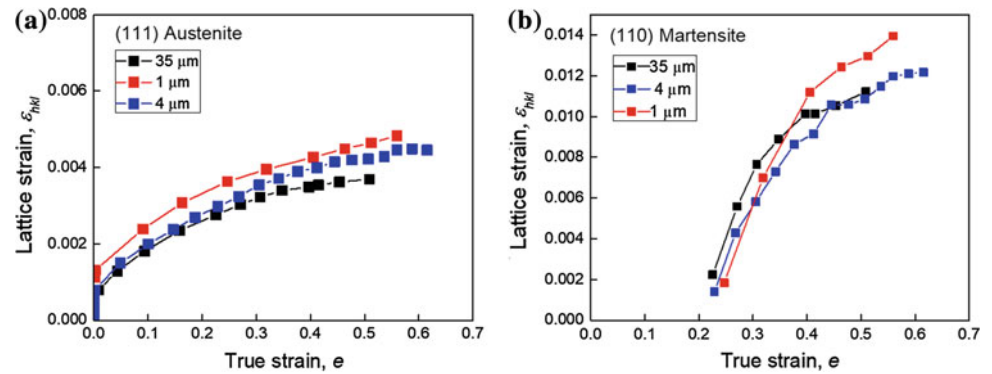 (a)
0.008
0.006
0.004
0.002
0.000
Lattice strain, εhkl
(111) Austenite
35 μm
1 μm
4 μm
0.0 0.1 0.2 0.3 0.4 0.5 0.6 0.7
True strain, e
(b)
0.014
0.012
0.010
0.008
0.006
0.004
0.002
0.000
Lattice strain, εhkl
(110) Martensite
35 μm
4 μm
1 μm
0.0 0.1 0.2 0.3 0.4 0.5 0.6 0.7
True strain, e